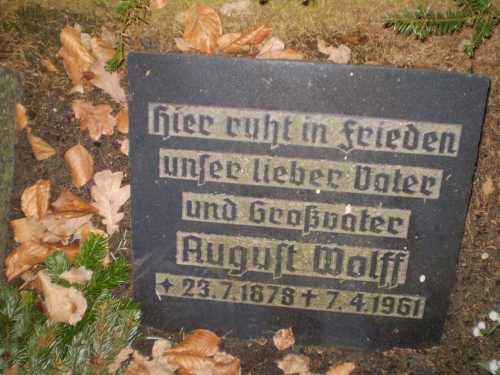 Hier ruht in Frieden
unser lieber Vater
und Großvater
August Wolff
+ 23.7.1878 + 7.4.1961